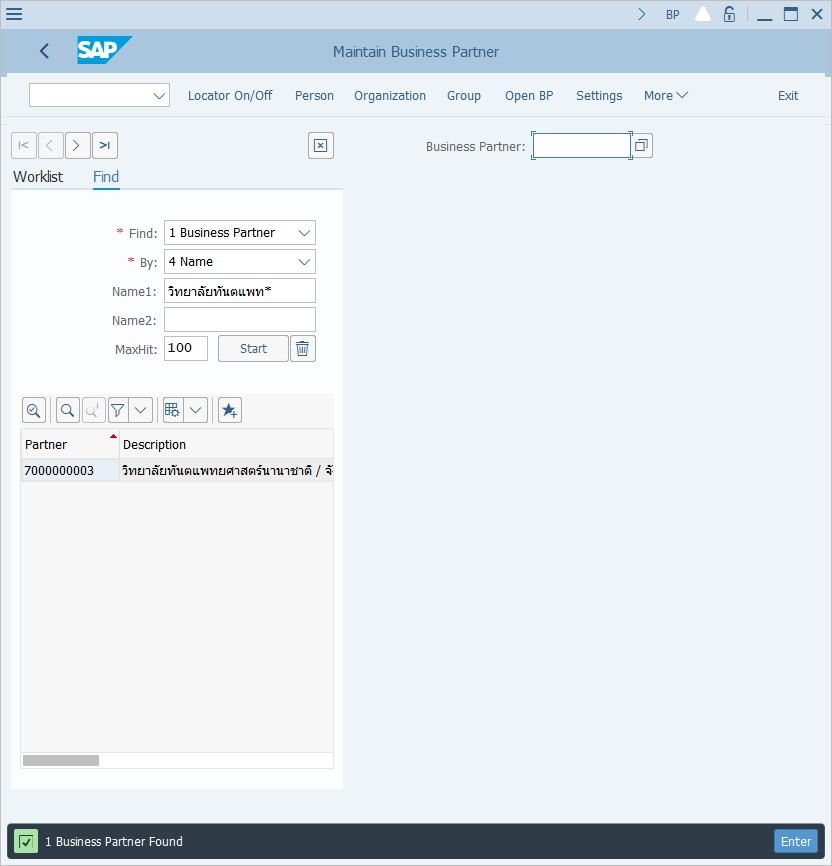 BP
SAP
Maintain Business Partner
Locator On/Off Person Organization Group Open BP Settings More Exit
Business Partner:
Worklist Find
* Find: 1 Business Partner
* By: 4 Name
Name1: วิทยาลัยทันตแพท*
Name2:
MaxHit: 100 Start
Partner Description
7000000003 วิทยาลัยทันตแพทยศาสตร์นานาชาติ /
1 Business Partner Found Enter